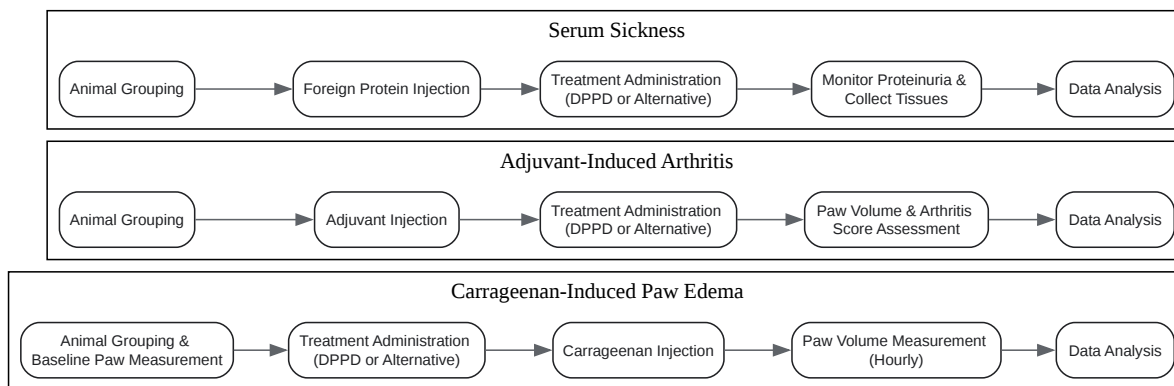 Serum Sickness
Animal Grouping
Foreign Protein Injection
Treatment Administration
(DPPD or Alternative)
Monitor Proteinuria &
Collect Tissues
Data Analysis
Adjuvant-Induced Arthritis
Animal Grouping
Adjuvant Injection
Treatment Administration
(DPPD or Alternative)
Paw Volume & Arthritis
Score Assessment
Data Analysis
Carrageenan-Induced Paw Edema
Animal Grouping &
Baseline Paw Measurement
Treatment Administration
(DPPD or Alternative)
Carrageenan Injection
Paw Volume Measurement
(Hourly)
Data Analysis